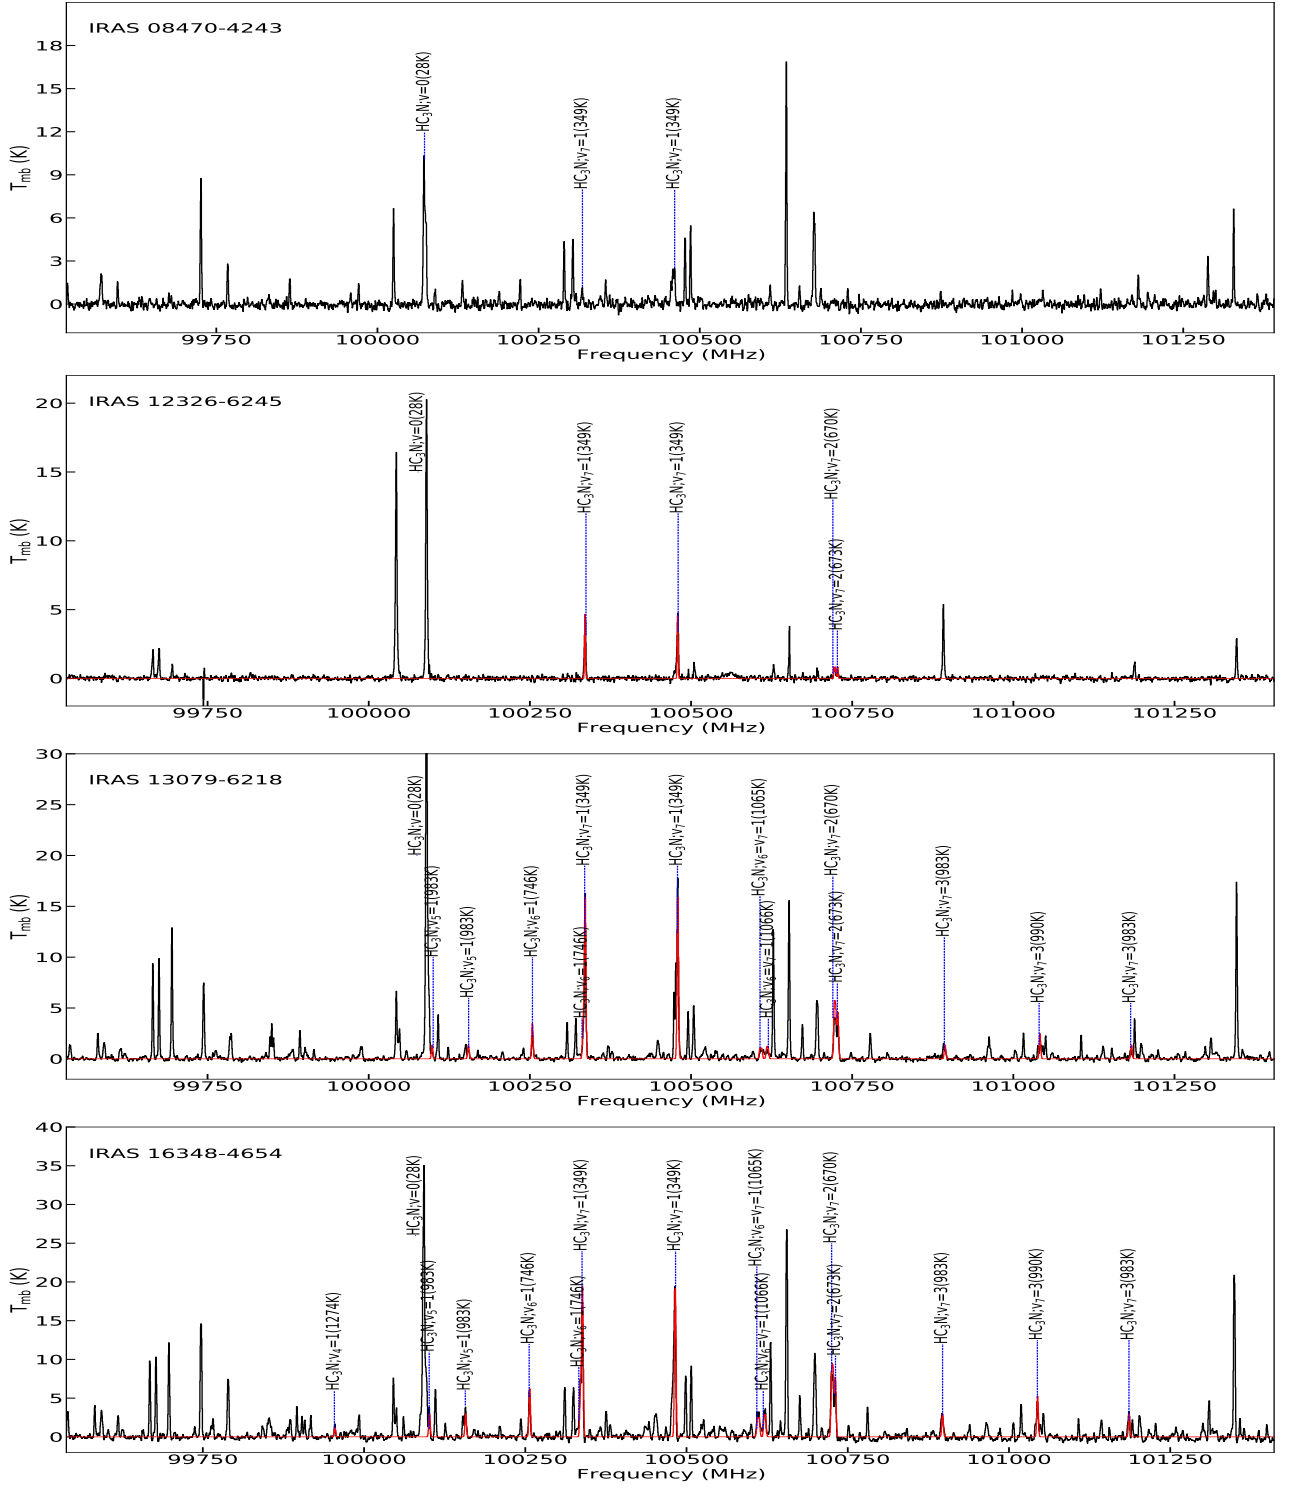 IRAS 08470-4243
18
15
12
9
6
3
0
T_mb (K)
HC₃N;v=0(28K)
HC₃N;v₇=1(349K)
HC₃N;v₇=1(349K)
99750 100000 100250 100500 100750 101000 101250
Frequency (MHz)
IRAS 12326-6245
20
15
10
5
0
T_mb (K)
HC₃N;v=0(28K)
HC₃N;v₇=1(349K)
HC₃N;v₇=1(349K)
HC₃N;v₇=2(670K)
HC₃N;v₇=2(673K)
99750 100000 100250 100500 100750 101000 101250
Frequency (MHz)
IRAS 13079-6218
30
25
20
15
10
5
0
T_mb (K)
HC₃N;v=0(28K)
HC₃N;v₅=1(983K)
HC₃N;v₅=1(983K)
HC₃N;v₆=1(746K)
HC₃N;v₆=1(746K)
HC₃N;v₇=1(349K)
HC₃N;v₇=1(349K)
HC₃N;v₆=v₇=1(1065K)
HC₃N;v₆=v₇=1(1066K)
HC₃N;v₇=2(670K)
HC₃N;v₇=2(673K)
HC₃N;v₇=3(983K)
HC₃N;v₇=3(990K)
HC₃N;v₇=3(983K)
99750 100000 100250 100500 100750 101000 101250
Frequency (MHz)
IRAS 16348-4654
40
35
30
25
20
15
10
5
0
T_mb (K)
HC₃N;v₄=1(1274K)
HC₃N;v=0(28K)
HC₃N;v₅=1(983K)
HC₃N;v₅=1(983K)
HC₃N;v₆=1(746K)
HC₃N;v₆=1(746K)
HC₃N;v₇=1(349K)
HC₃N;v₇=1(349K)
HC₃N;v₆=v₇=1(1065K)
HC₃N;v₆=v₇=1(1066K)
HC₃N;v₇=2(670K)
HC₃N;v₇=2(673K)
HC₃N;v₇=3(983K)
HC₃N;v₇=3(990K)
HC₃N;v₇=3(983K)
99750 100000 100250 100500 100750 101000 101250
Frequency (MHz)